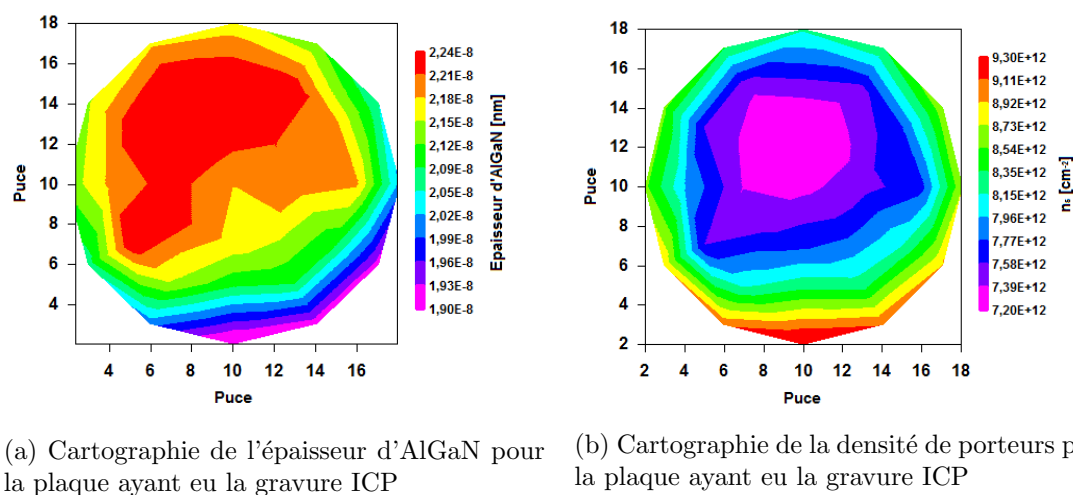 18
16
14
12
10
8
6
4
Puce
4 6 8 10 12 14 16
Puce
2,24E-8
2,21E-8
2,18E-8
2,15E-8
2,12E-8
2,09E-8
2,05E-8
2,02E-8
1,99E-8
1,96E-8
1,93E-8
1,90E-8
Epaisseur d'AlGaN [nm]
18
16
14
12
10
8
6
4
2
Puce
2 4 6 8 10 12 14 16 18
Puce
9,30E+12
9,11E+12
8,92E+12
8,73E+12
8,54E+12
8,35E+12
8,15E+12
7,96E+12
7,77E+12
7,58E+12
7,39E+12
7,20E+12
nₛ [cm⁻²]
(a) Cartographie de l'épaisseur d'AlGaN pour
la plaque ayant eu la gravure ICP
(b) Cartographie de la densité de porteurs p
la plaque ayant eu la gravure ICP